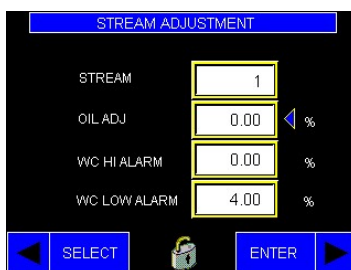 STREAM ADJUSTMENT
STREAM 1
OIL ADJ 0.00 %
WC HI ALARM 0.00 %
WC LOW ALARM 4.00 %
SELECT ENTER